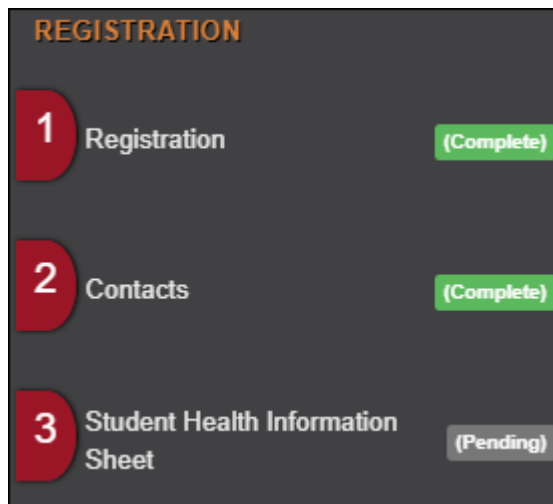 REGISTRATION
1 Registration (Complete)
2 Contacts (Complete)
3 Student Health Information
Sheet (Pending)